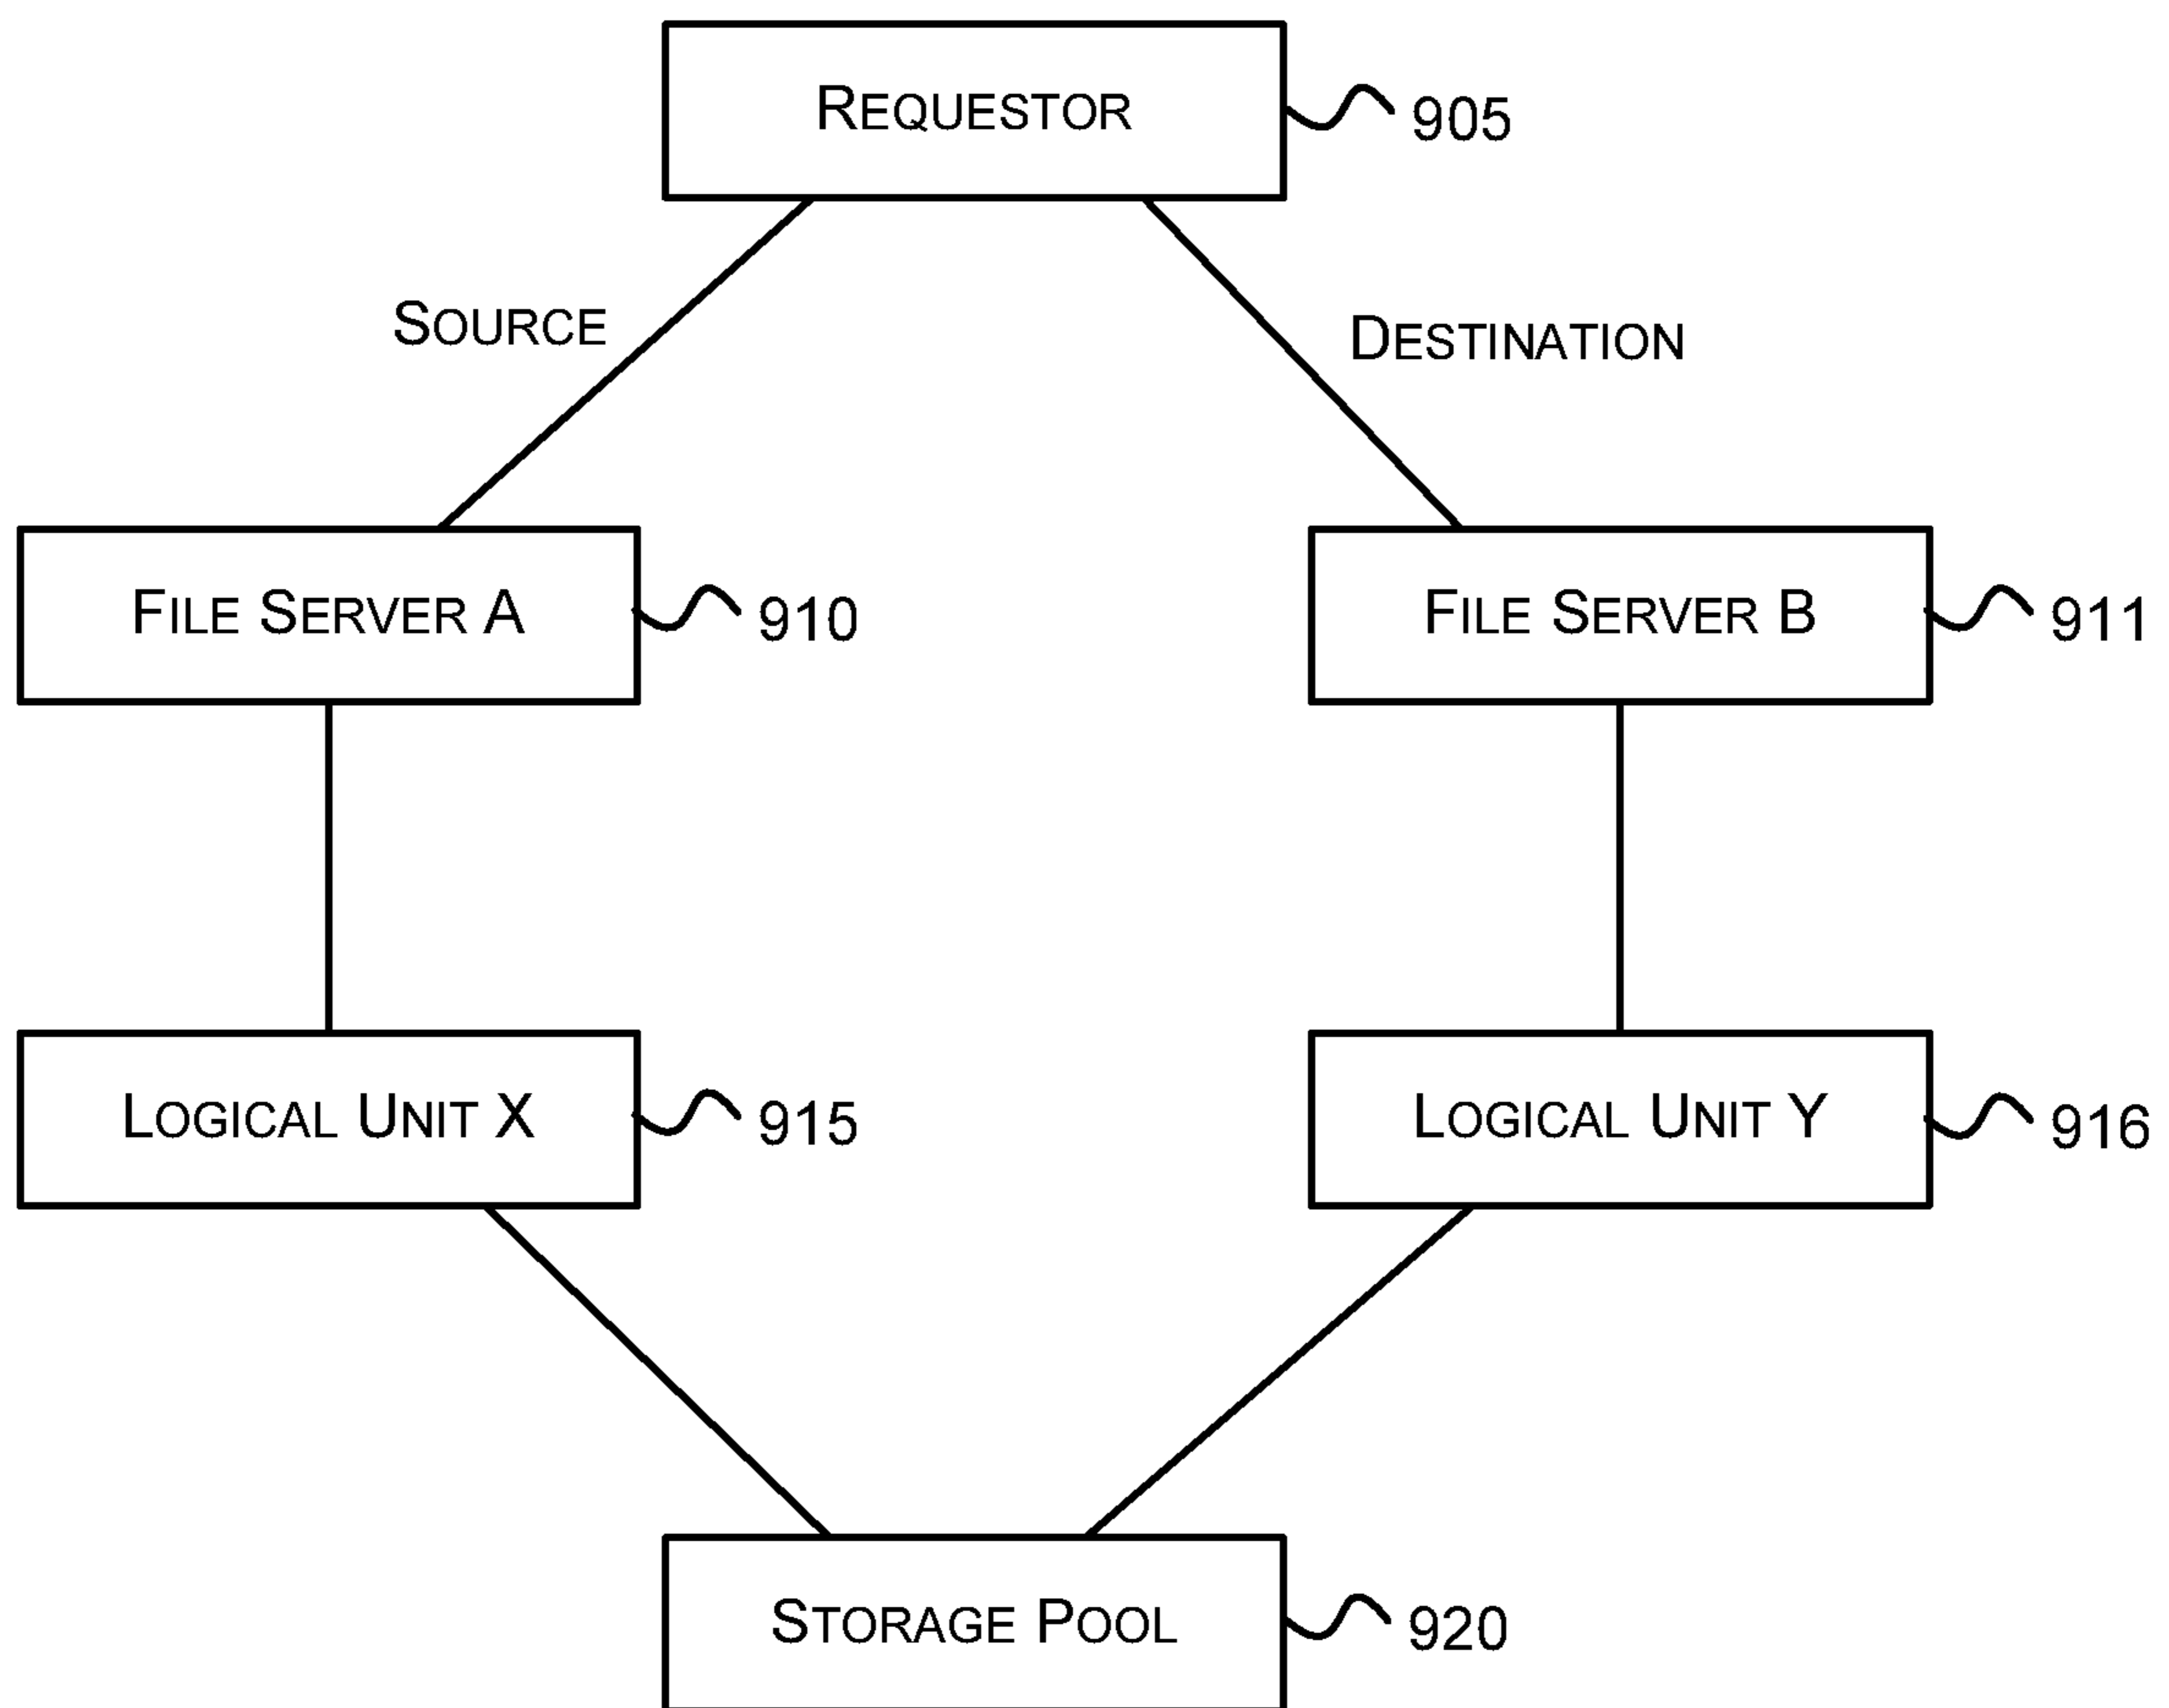 REQUESTOR
905
SOURCE
DESTINATION
FILE SERVER A
910
FILE SERVER B
911
LOGICAL UNIT X
915
LOGICAL UNIT Y
916
STORAGE POOL
920